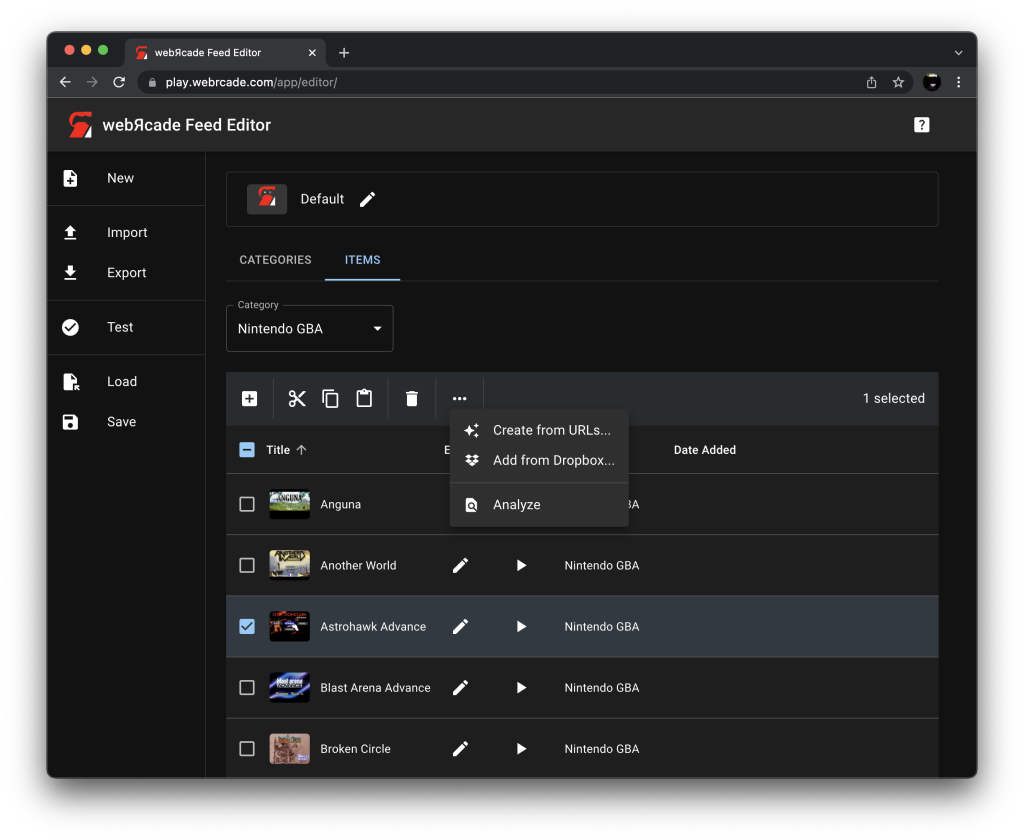 webЯcade Feed Editor
play.webrcade.com/app/editor/
webЯcade Feed Editor
?
New
Import
Export
Test
Load
Save
Default
CATEGORIES ITEMS
Category
Nintendo GBA
1 selected
Create from URLs...
Add from Dropbox...
Analyze
Title E Date Added
Anguna BA
ANGUNA
Another World Nintendo GBA
Astrohawk Advance Nintendo GBA
Blast Arena Advance Nintendo GBA
Broken Circle Nintendo GBA